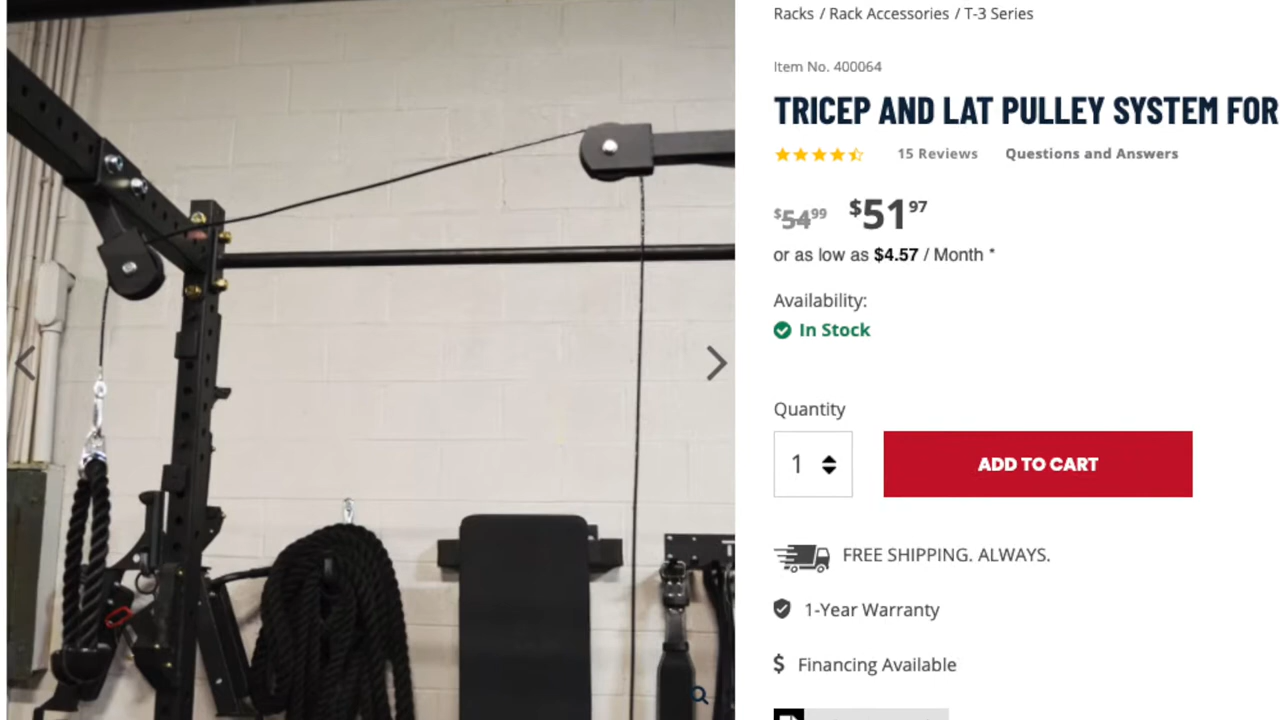 Racks / Rack Accessories / T-3 Series
Item No. 400064
TRICEP AND LAT PULLEY SYSTEM FOR
15 Reviews Questions and Answers
$54.99 $51.97
or as low as $4.57 / Month *
Availability:
In Stock
Quantity
1 ADD TO CART
FREE SHIPPING. ALWAYS.
1-Year Warranty
$ Financing Available